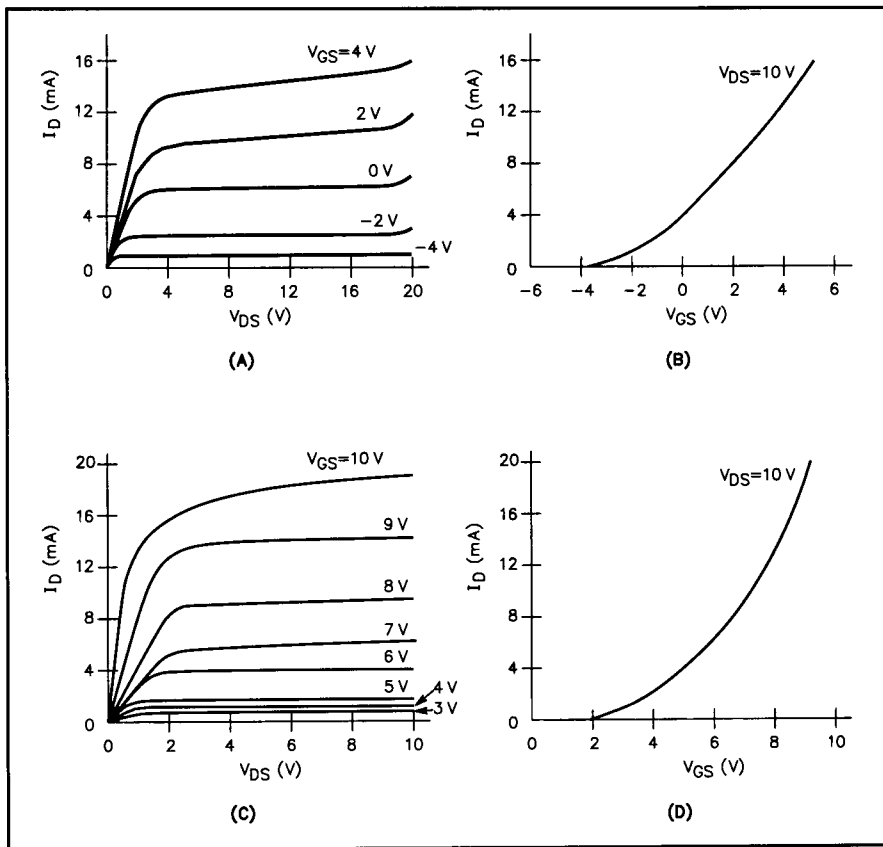 V_GS=4 V
2 V
0 V
−2 V
−4 V
16
12
8
4
0
I_D (mA)
0 4 8 12 16 20
V_DS (V)
(A)
V_DS=10 V
16
12
8
4
0
I_D (mA)
−6 −4 −2 0 2 4 6
V_GS (V)
(B)
V_GS=10 V
9 V
8 V
7 V
6 V
5 V
4 V
3 V
20
16
12
8
4
0
I_D (mA)
0 2 4 6 8 10
V_DS (V)
(C)
V_DS=10 V
20
16
12
8
4
0
I_D (mA)
0 2 4 6 8 10
V_GS (V)
(D)